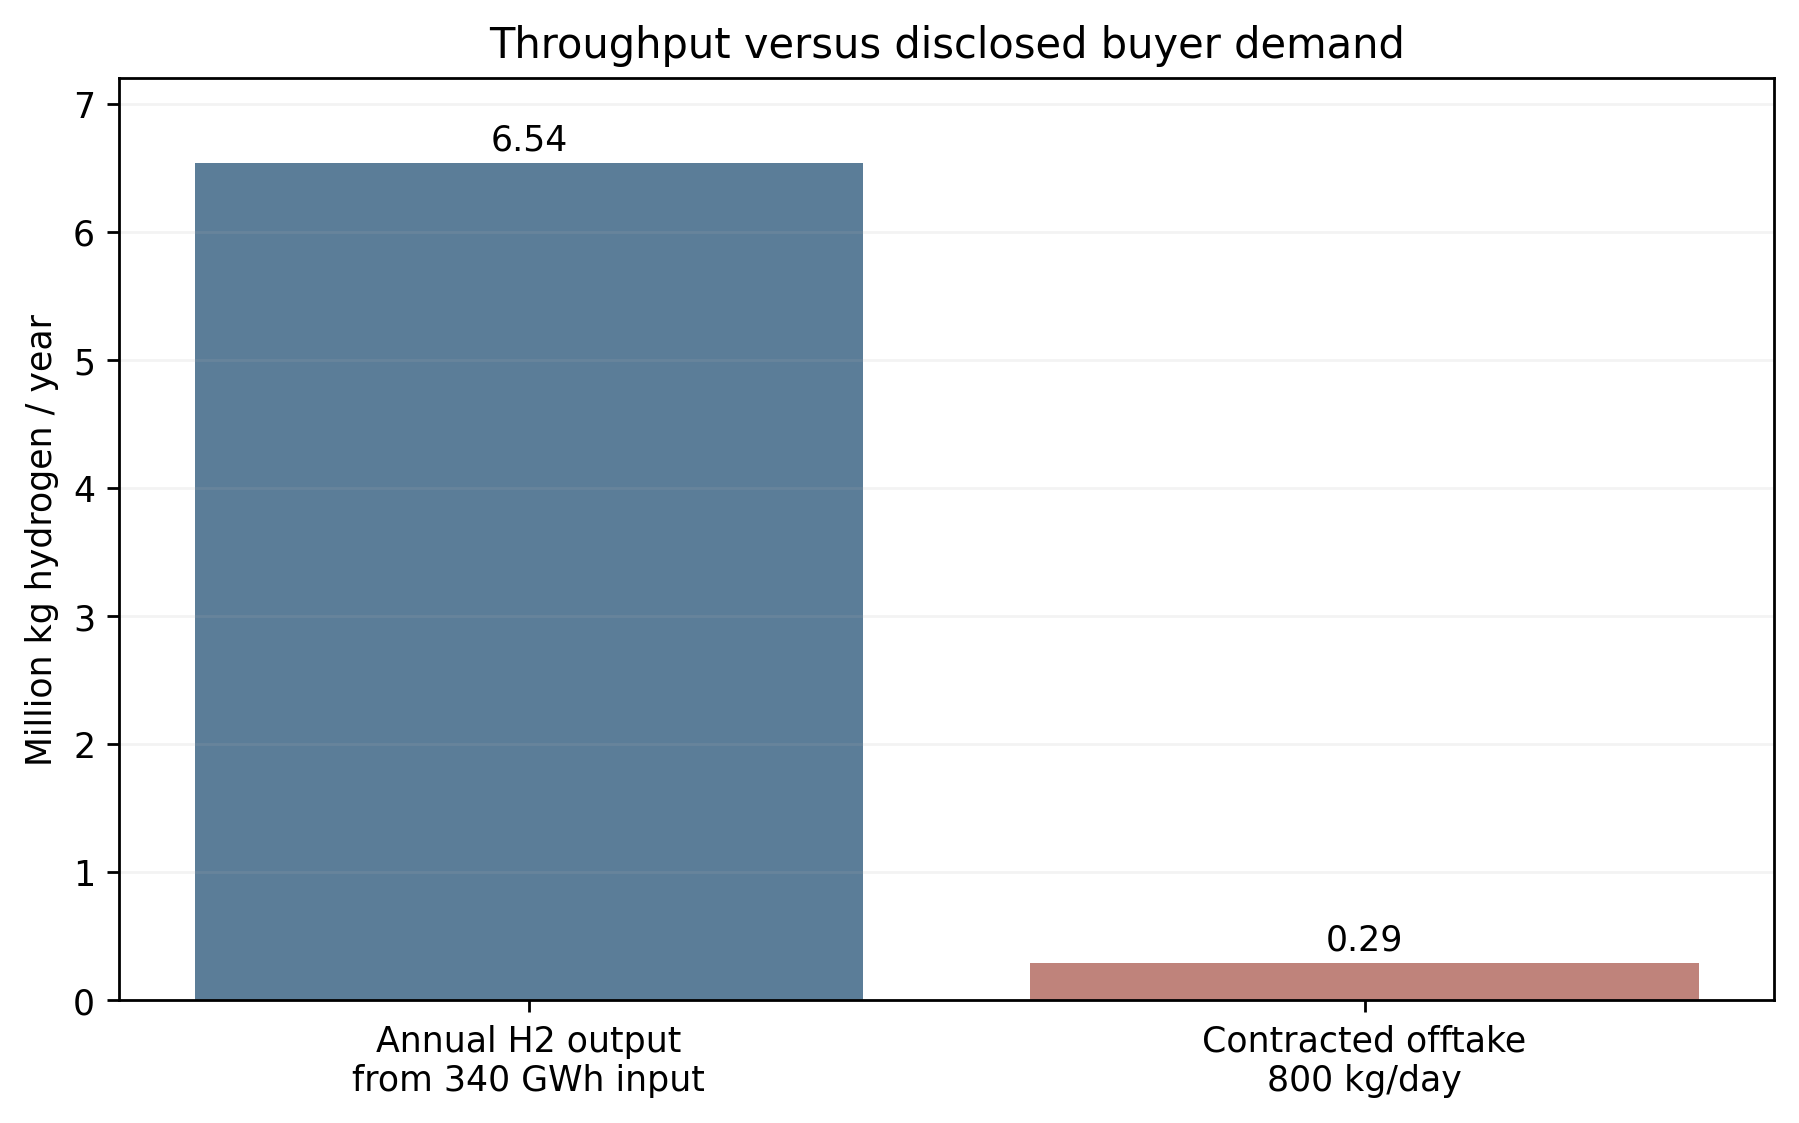 Throughput versus disclosed buyer demand
Million kg hydrogen / year
7
6
5
4
3
2
1
0
6.54
0.29
Annual H2 output
from 340 GWh input
Contracted offtake
800 kg/day